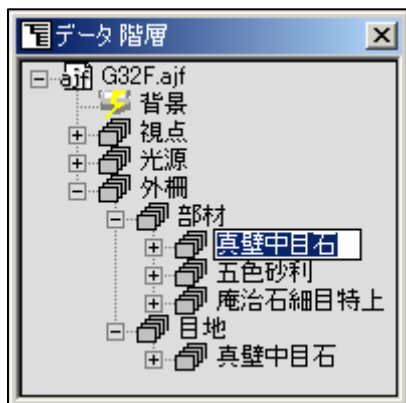 データ階層
ajf G32F.ajf
背景
視点
光源
外柵
部材
真壁中目石
五色砂利
庵治石細目特上
目地
真壁中目石